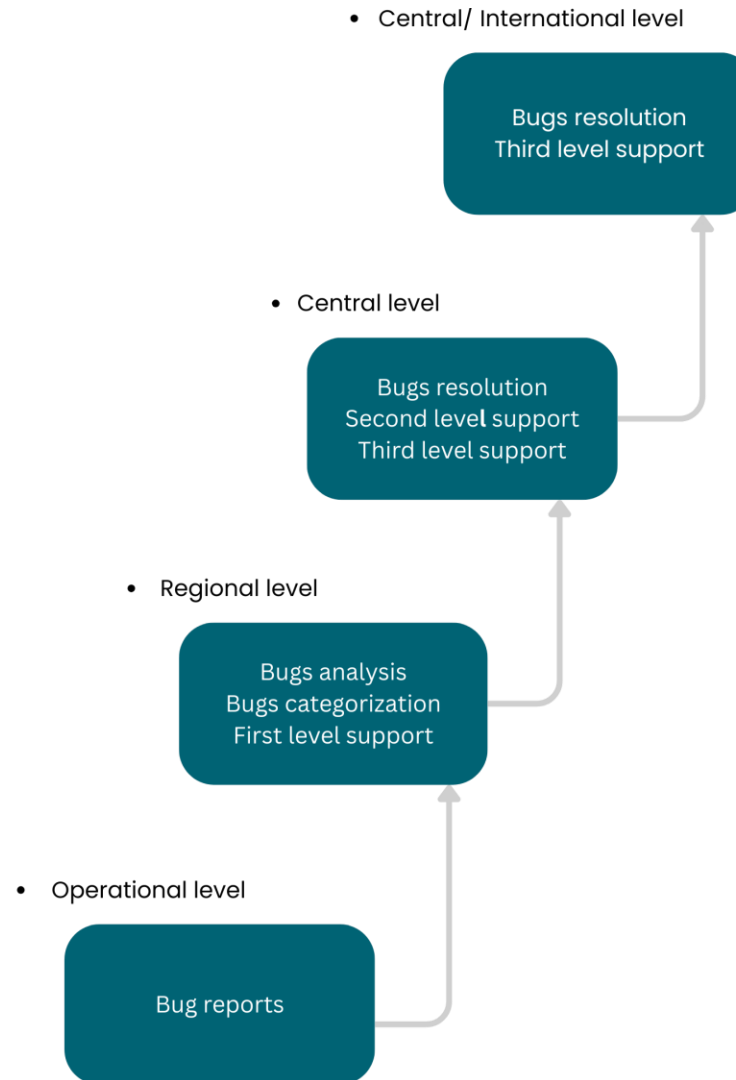 • Central/ International level
Bugs resolution
Third level support
• Central level
Bugs resolution
Second level support
Third level support
• Regional level
Bugs analysis
Bugs categorization
First level support
• Operational level
Bug reports